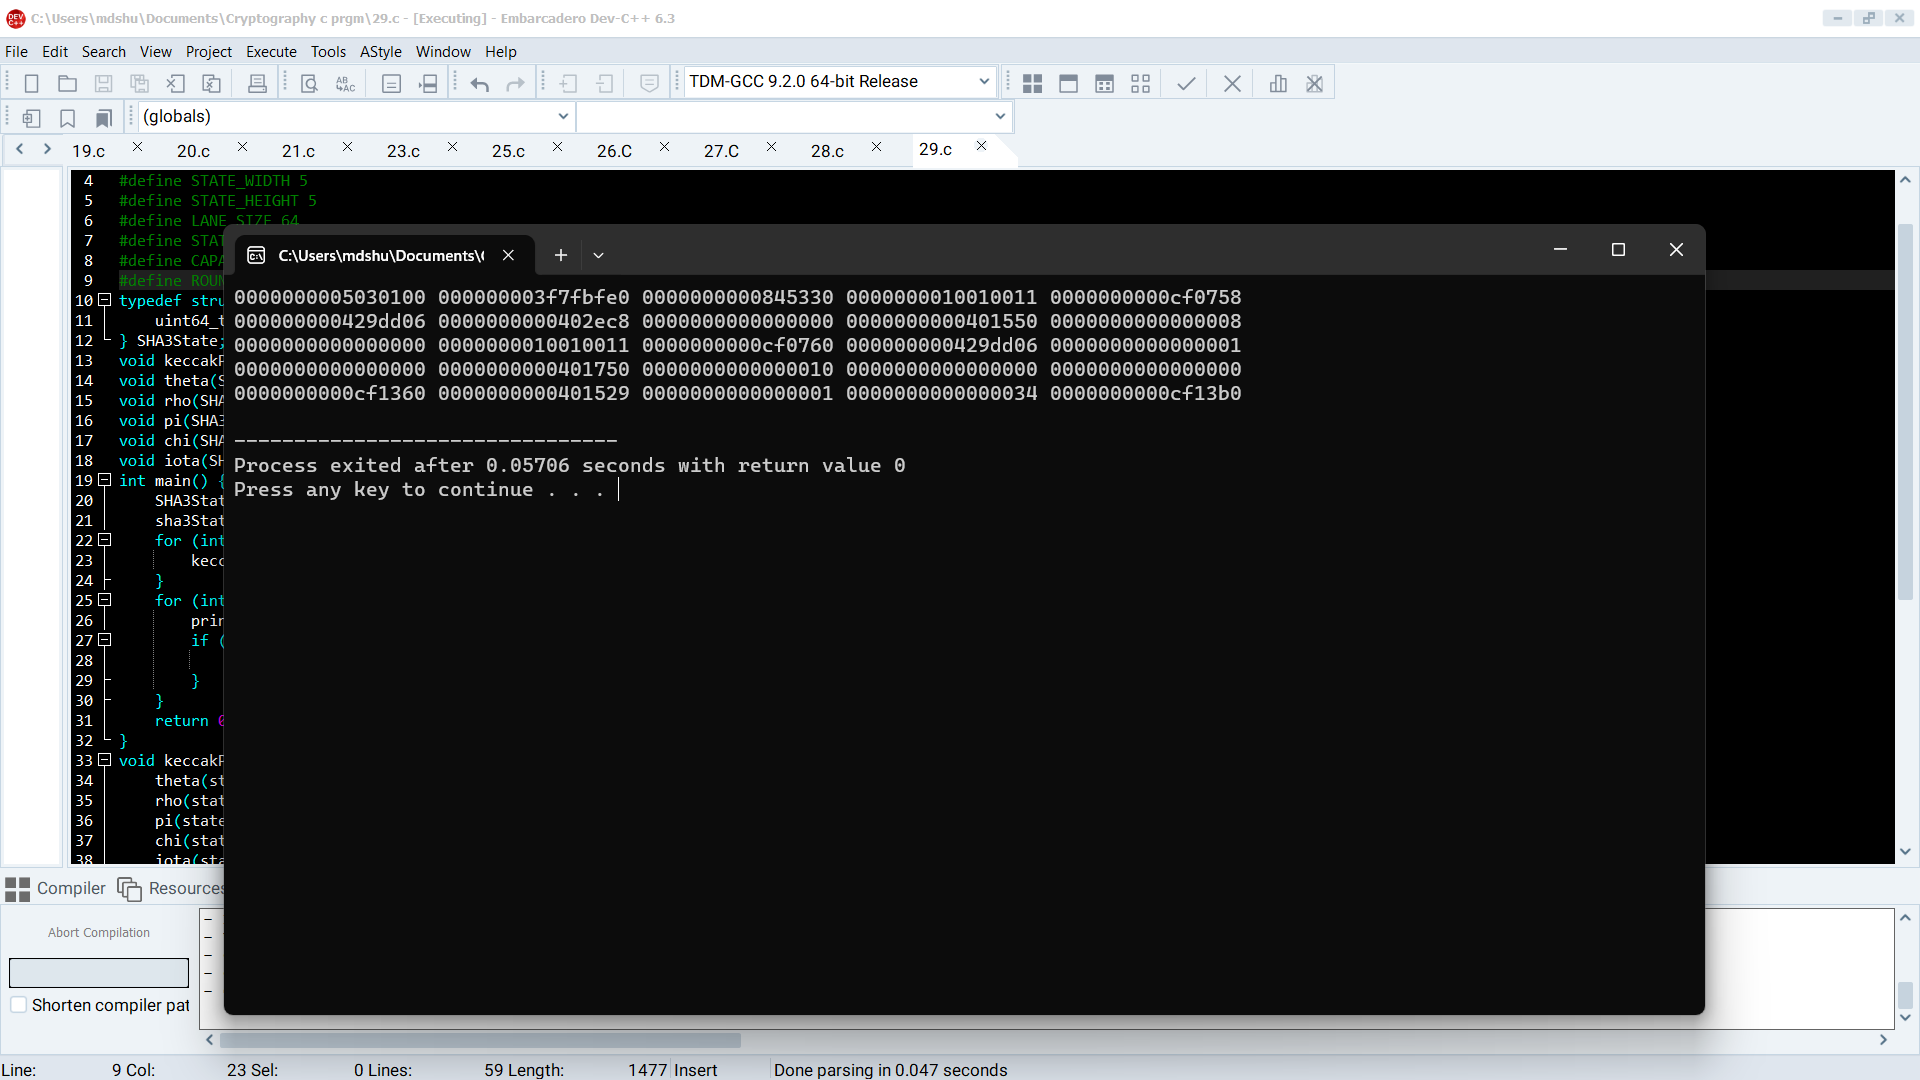 C:\Users\mdshu\Documents\Cryptography c prgm\29.c - [Executing] - Embarcadero Dev-C++ 6.3
File Edit Search View Project Execute Tools AStyle Window Help
TDM-GCC 9.2.0 64-bit Release
(globals)
19.c 20.c 21.c 23.c 25.c 26.C 27.C 28.c 29.c
4 #define STATE_WIDTH 5
5 #define STATE_HEIGHT 5
6 #define LANE_SIZE 64
7 #define STAT
8 #define CAPA
9 #define ROUN
10 typedef stru
11 uint64_t
12 } SHA3State;
13 void keccakF
14 void theta(S
15 void rho(SHA
16 void pi(SHA3
17 void chi(SHA
18 void iota(SH
19 int main() {
20 SHA3Stat
21 sha3Stat
22 for (int
23 kecc
24 }
25 for (int
26 prin
27 if (
28
29 }
30 }
31 return 0
32 }
33 void keccakF
34 theta(st
35 rho(stat
36 pi(state
37 chi(stat
38 iota(sta
C:\Users\mdshu\Documents\(
0000000005030100 000000003f7fbfe0 0000000000845330 0000000010010011 0000000000cf0758
000000000429dd06 0000000000402ec8 0000000000000000 0000000000401550 0000000000000008
0000000000000000 0000000010010011 0000000000cf0760 000000000429dd06 0000000000000001
0000000000000000 0000000000401750 0000000000000010 0000000000000000 0000000000000000
0000000000cf1360 0000000000401529 0000000000000001 0000000000000034 0000000000cf13b0
--------------------------------
Process exited after 0.05706 seconds with return value 0
Press any key to continue . . .
Compiler Resources
Abort Compilation
Shorten compiler pat
Line: 9 Col: 23 Sel: 0 Lines: 59 Length: 1477 Insert Done parsing in 0.047 seconds